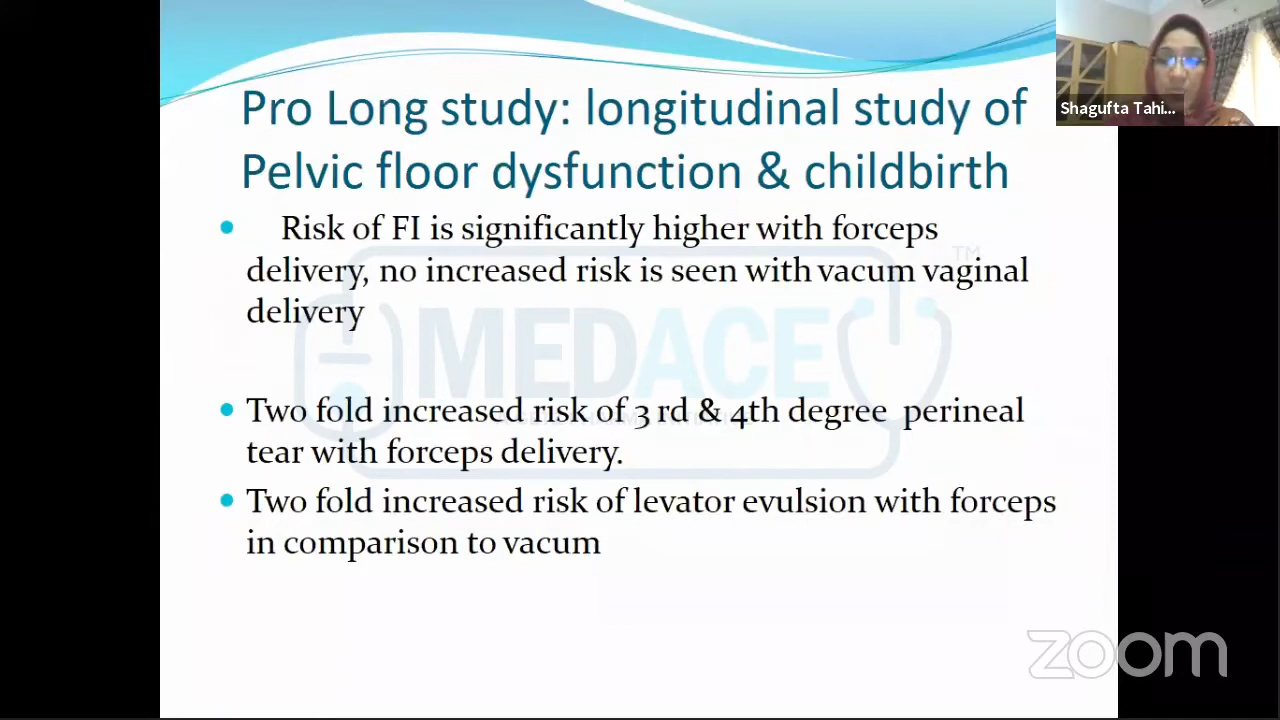 Pro Long study: longitudinal study of
Pelvic floor dysfunction & childbirth
Shagufta Tahi...
• Risk of FI is significantly higher with forceps
delivery, no increased risk is seen with vacum vaginal
delivery
TM
MEDACE
• Two fold increased risk of 3 rd & 4th degree perineal
tear with forceps delivery.
• Two fold increased risk of levator evulsion with forceps
in comparison to vacum
zoom